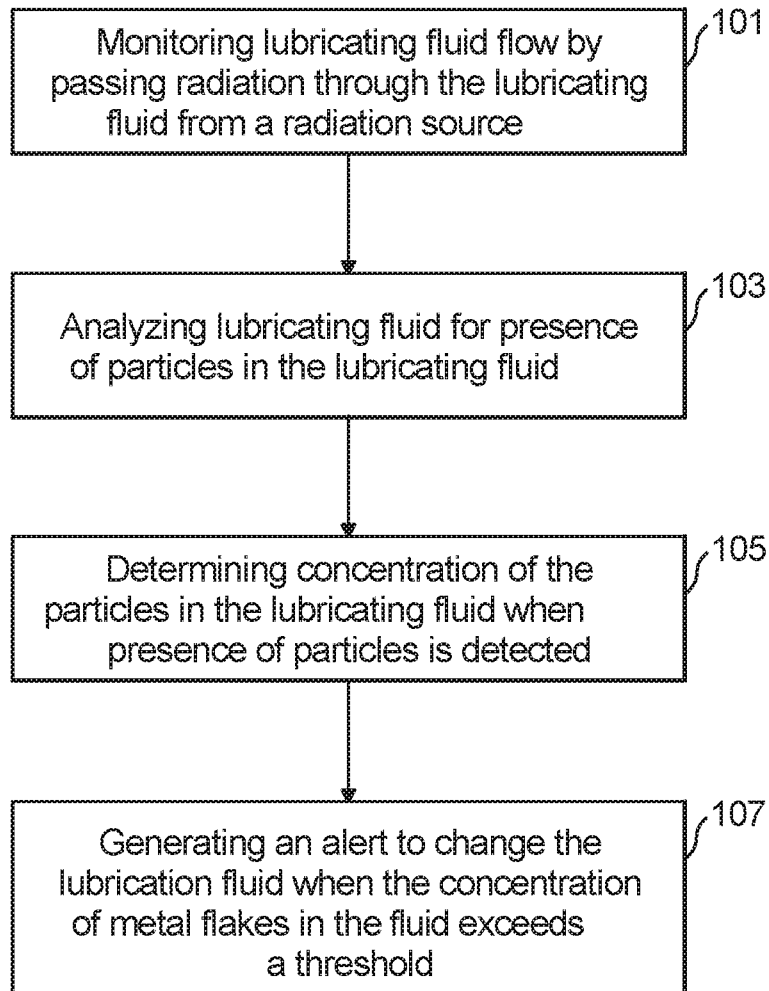 Monitoring lubricating fluid flow by
passing radiation through the lubricating
fluid from a radiation source
101
Analyzing lubricating fluid for presence
of particles in the lubricating fluid
103
Determining concentration of the
particles in the lubricating fluid when
presence of particles is detected
105
Generating an alert to change the
lubrication fluid when the concentration
of metal flakes in the fluid exceeds
a threshold
107